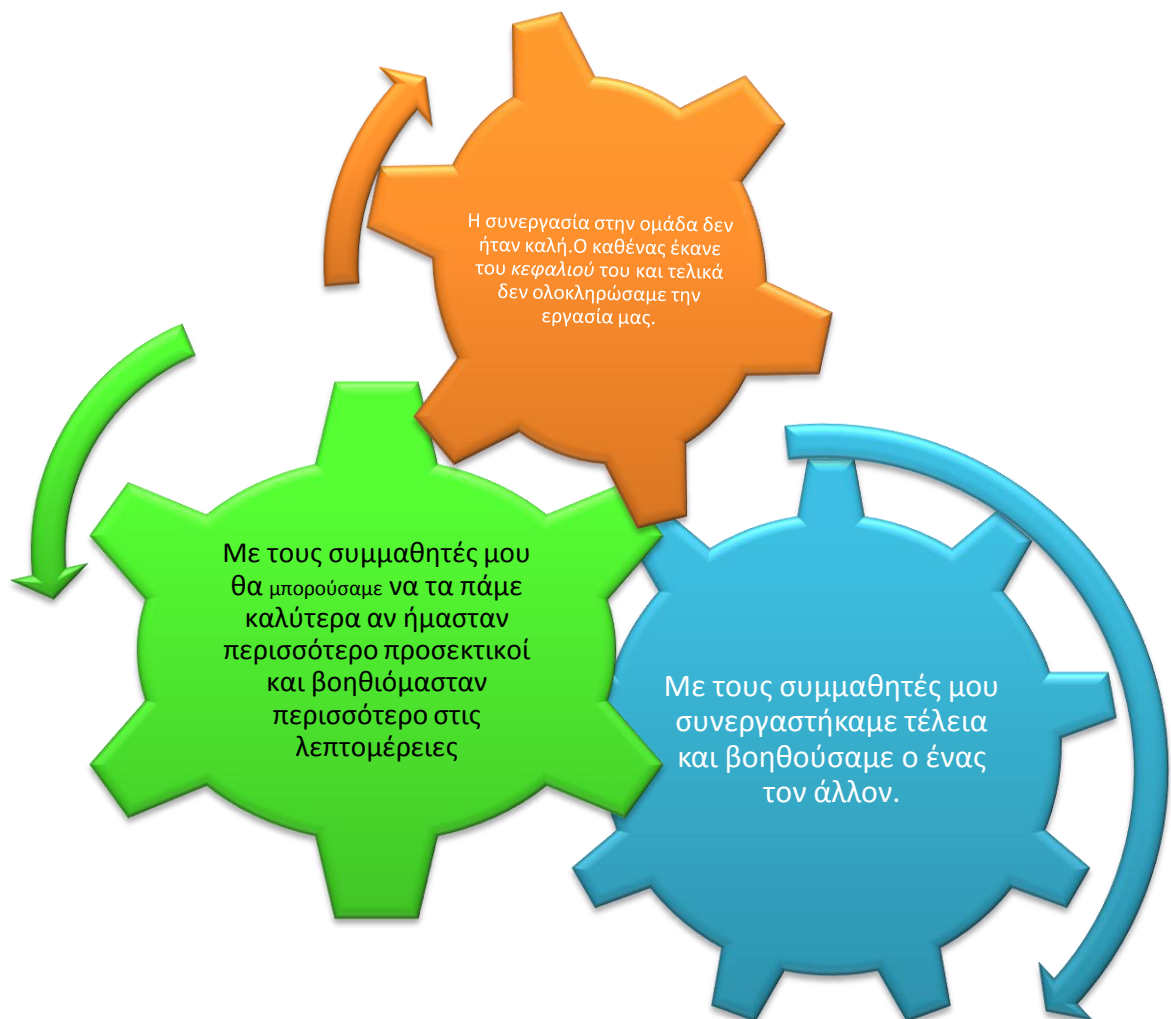 Η συνεργασία στην ομάδα δεν
ήταν καλή.Ο καθένας έκανε
του κεφαλιού του και τελικά
δεν ολοκληρώσαμε την
εργασία μας.
Με τους συμμαθητές μου
θα μπορούσαμε να τα πάμε
καλύτερα αν ήμασταν
περισσότερο προσεκτικοί
και βοηθιόμασταν
περισσότερο στις
λεπτομέρειες
Με τους συμμαθητές μου
συνεργαστήκαμε τέλεια
και βοηθούσαμε ο ένας
τον άλλον.